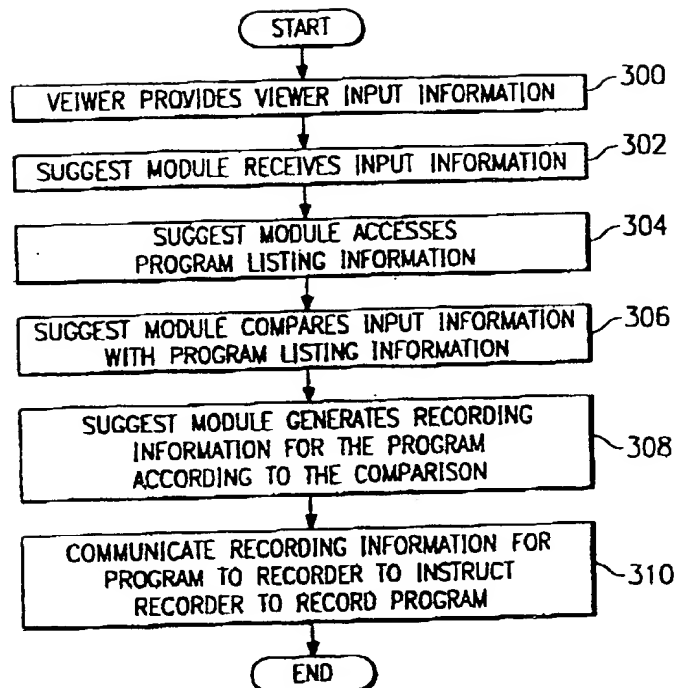 START
VEIWER PROVIDES VIEWER INPUT INFORMATION
300
SUGGEST MODULE RECEIVES INPUT INFORMATION
302
SUGGEST MODULE ACCESSES
PROGRAM LISTING INFORMATION
304
SUGGEST MODULE COMPARES INPUT INFORMATION
WITH PROGRAM LISTING INFORMATION
306
SUGGEST MODULE GENERATES RECORDING
INFORMATION FOR THE PROGRAM
ACCORDING TO THE COMPARISON
308
COMMUNICATE RECORDING INFORMATION FOR
PROGRAM TO RECORDER TO INSTRUCT
RECORDER TO RECORD PROGRAM
310
END